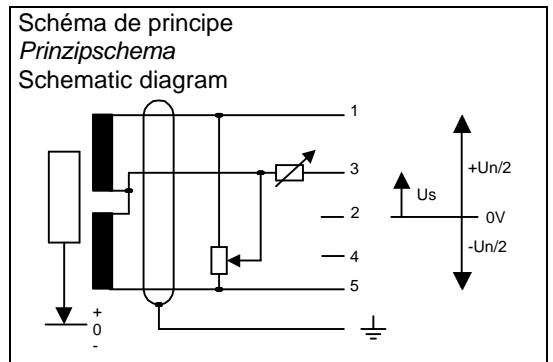 Schéma de principe
Prinzipschema
Schematic diagram
1
3
+Un/2
Us
2
0V
-Un/2
4
5
+
0
-